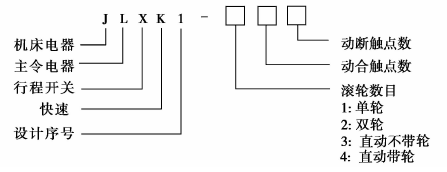 J L X K 1 - □ □ □
机床电器
主令电器
行程开关
快速
设计序号
动断触点数
动合触点数
滚轮数目
1: 单轮
2: 双轮
3: 直动不带轮
4: 直动带轮